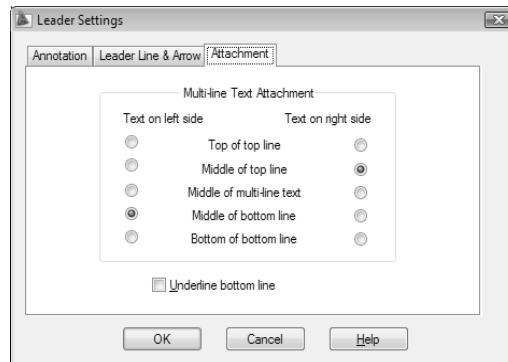 Leader Settings
Annotation Leader Line & Arrow Attachment
Multi-line Text Attachment
Text on left side Text on right side
Top of top line
Middle of top line
Middle of multi-line text
Middle of bottom line
Bottom of bottom line
Underline bottom line
OK Cancel Help